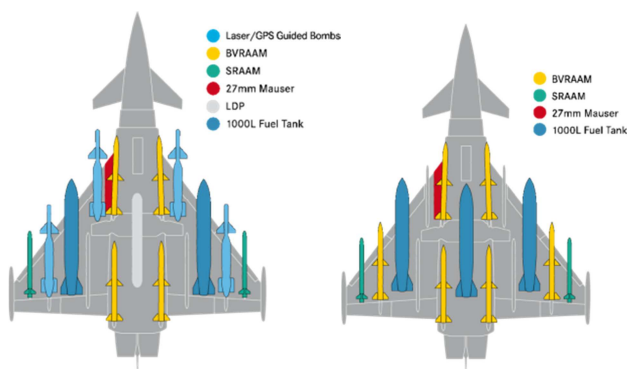 Laser/GPS Guided Bombs
BVRAAM
SRAAM
27mm Mauser
LDP
1000L Fuel Tank
BVRAAM
SRAAM
27mm Mauser
1000L Fuel Tank